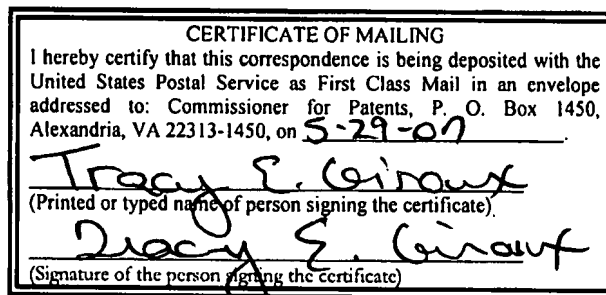 CERTIFICATE OF MAILING
I hereby certify that this correspondence is being deposited with the
United States Postal Service as First Class Mail in an envelope
addressed to: Commissioner for Patents, P. O. Box 1450,
Alexandria, VA 22313-1450, on 5-29-07.
Tracy E. Giroux
(Printed or typed name of person signing the certificate)
Tracy E. Giroux
(Signature of the person signing the certificate)